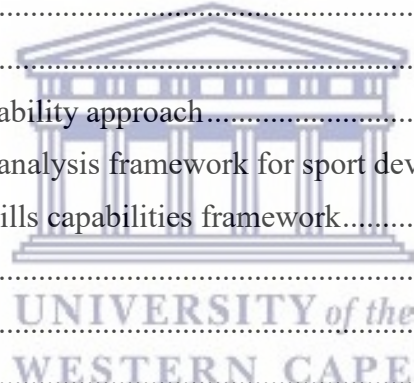 ....................................................
....................................................
ability approach............................
analysis framework for sport dev
ills capabilities framework.........
....................................................
....................................................
UNIVERSITY of the
WESTERN CAPE
....................................................